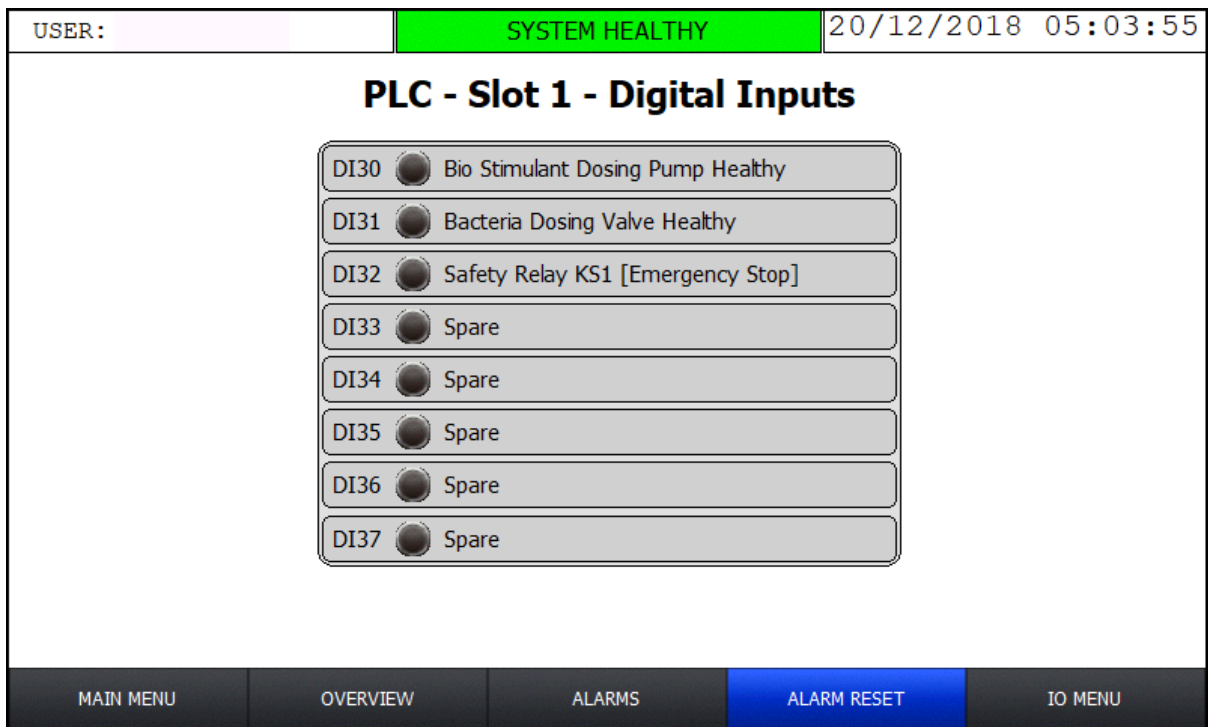 USER:
SYSTEM HEALTHY
20/12/2018 05:03:55
PLC - Slot 1 - Digital Inputs
DI30 Bio Stimulant Dosing Pump Healthy
DI31 Bacteria Dosing Valve Healthy
DI32 Safety Relay KS1 [Emergency Stop]
DI33 Spare
DI34 Spare
DI35 Spare
DI36 Spare
DI37 Spare
MAIN MENU
OVERVIEW
ALARMS
ALARM RESET
IO MENU